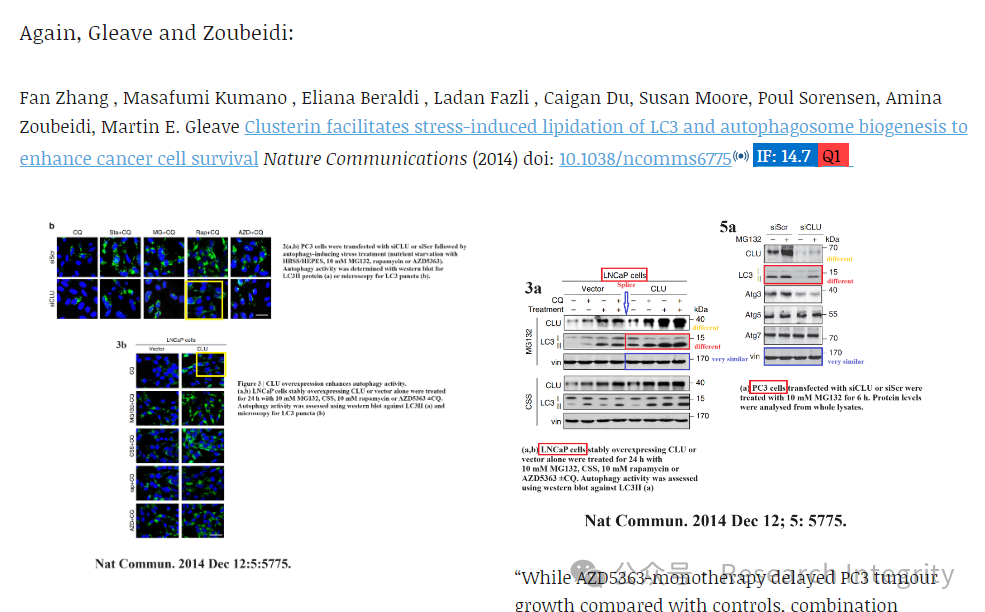 Again, Gleave and Zoubeidi:
Fan Zhang , Masafumi Kumano , Eliana Beraldi , Ladan Fazli , Caigan Du, Susan Moore, Poul Sorensen, Amina
Zoubeidi, Martin E. Gleave Clusterin facilitates stress-induced lipidation of LC3 and autophagosome biogenesis to
enhance cancer cell survival Nature Communications (2014) doi: 10.1038/ncomms6775 IF: 14.7 Q1
b
CQ Sta+CQ MG+CQ Rap+CQ AZD+CQ
siScr
siCLU
2(a,b) PC3 cells were transfected with siCLU or siScr followed by
autophagy-inducing stress treatment (nutrient starvation with
HBSS/HEPES, 10 mM MG132, rapamycin or AZD5363).
Autophagy activity was determined with western blot for
LC3II protein (a) or microscopy for LC3 puncta (b).
3b
LNCaP cells
Vector CLU
CQ
MG132+CQ
CSS+CQ
rap+CQ
AZD+CQ
Figure 3 | CLU overexpression enhances autophagy activity.
(a,b) LNCaP cells stably overexpressing CLU or vector alone were treated
for 24 h with 10 mM MG132, CSS, 10 mM rapamycin or AZD5363 ±CQ.
Autophagy activity was assessed using western blot against LC3II (a) and
microscopy for LC3 puncta (b)
Nat Commun. 2014 Dec 12:5:5775.
3a
LNCaP cells
Splice
Vector CLU
CQ − + − + − + − +
Treatment − − + + − − + + kDa
MG132
CLU 40
different
LC3 I II 15
different
vin 170 very similar
CSS
CLU 40
LC3 I II 15
vin 170
(a,b) LNCaP cells stably overexpressing CLU or
vector alone were treated for 24 h with
10 mM MG132, CSS, 10 mM rapamycin or
AZD5363 ±CQ. Autophagy activity was assessed
using western blot against LC3II (a)
5a
siScr siCLU
MG132 − + − + kDa
CLU 70
different
LC3 I II 15
different
Atg3 40
Atg5 55
Atg7 70
vin 170
very similar
(a) PC3 cells transfected with siCLU or siScr were
treated with 10 mM MG132 for 6 h. Protein levels
were analysed from whole lysates.
Nat Commun. 2014 Dec 12; 5: 5775.
公众号 · Research Integrity
“While AZD5363-monotherapy delayed PC3 tumour
growth compared with controls, combination